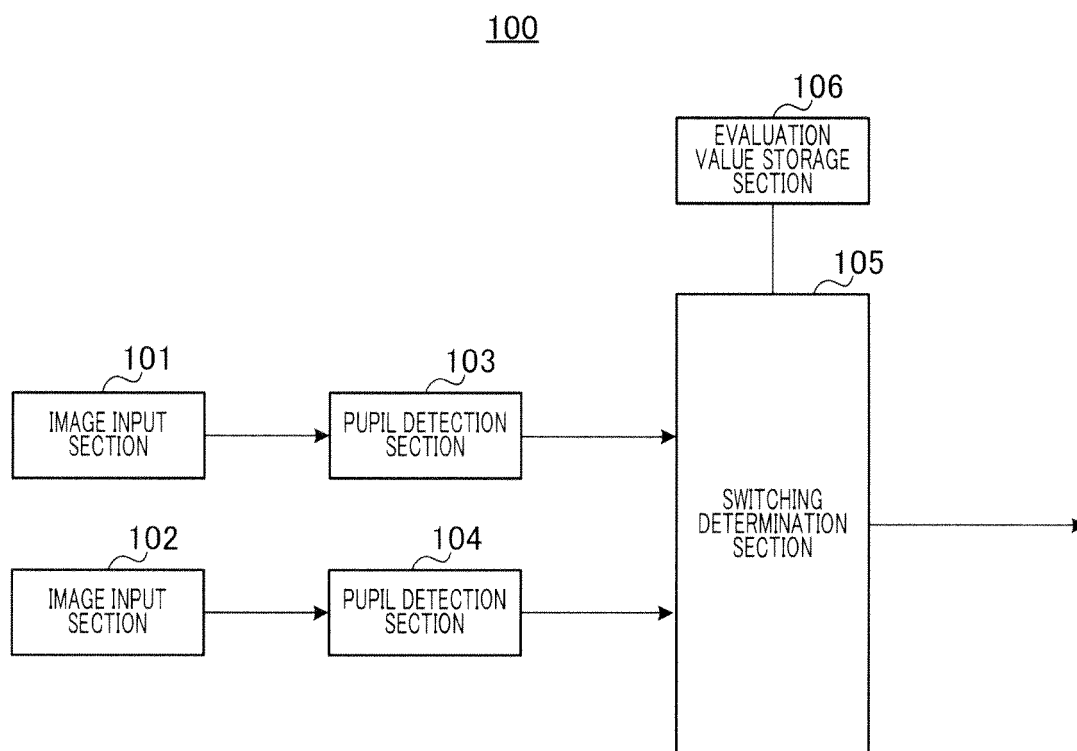 100
106
EVALUATION
VALUE STORAGE
SECTION
105
101
103
IMAGE INPUT
SECTION
PUPIL DETECTION
SECTION
SWITCHING
DETERMINATION
SECTION
102
104
IMAGE INPUT
SECTION
PUPIL DETECTION
SECTION